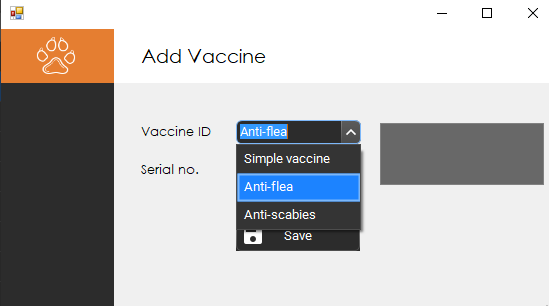 Add Vaccine
Vaccine ID
Anti-flea
Simple vaccine
Serial no.
Anti-flea
Anti-scabies
Save